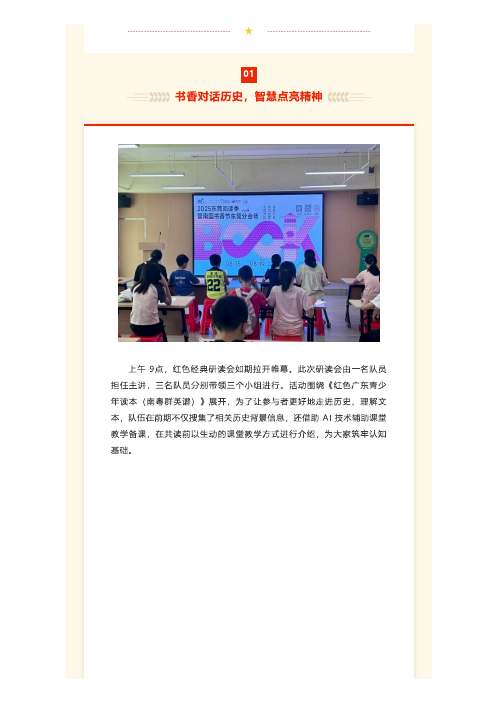 01
书香对话历史，智慧点亮精神
2025东莞阅读季
BOOK
22
上午 9点，红色经典研读会如期拉开帷幕。此次研读会由一名队员
担任主讲，三名队员分别带领三个小组进行。活动围绕《红色广东青少
年读本（南粤群英谱）》展开，为了让参与者更好地走进历史，理解文
本，队伍在前期不仅搜集了相关历史背景信息，还借助 AI 技术辅助课堂
教学备课，在共读前以生动的课堂教学方式进行介绍，为大家筑牢认知
基础。